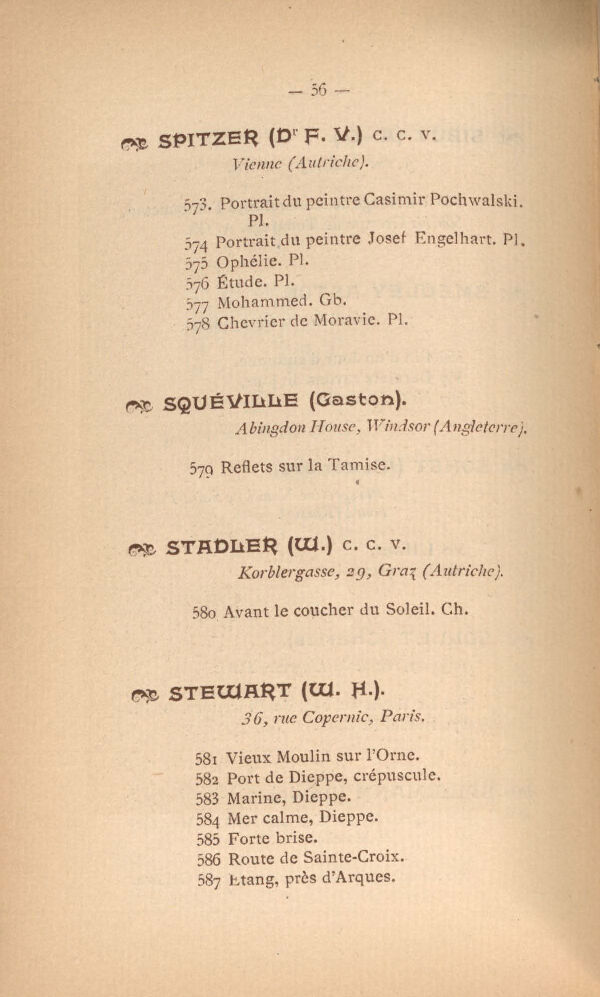 — 56 —
SPITZER (Dr F. V.) C. C. V.
Vienne (Autriche).
573. Portrait du peintre Casimir Pochwalski.
Pl.
574 Portrait du peintre Josef Engelhart. Pl.
575 Ophélie. Pl.
576 Étude. Pl.
577 Mohammed. Gb.
578 Chevrier de Moravie. Pl.
SQUÉVILLE (Gaston).
Abingdon House, Windsor (Angleterre).
579 Reflets sur la Tamise.
STADLER (W.) C. C. V.
Korblergasse, 29, Graz (Autriche).
580 Avant le coucher du Soleil. Ch.
STEWART (W. H.).
36, rue Copernic, Paris.
581 Vieux Moulin sur l'Orne.
582 Port de Dieppe, crépuscule.
583 Marine, Dieppe.
584 Mer calme, Dieppe.
585 Forte brise.
586 Route de Sainte-Croix.
587 Etang, près d'Arques.